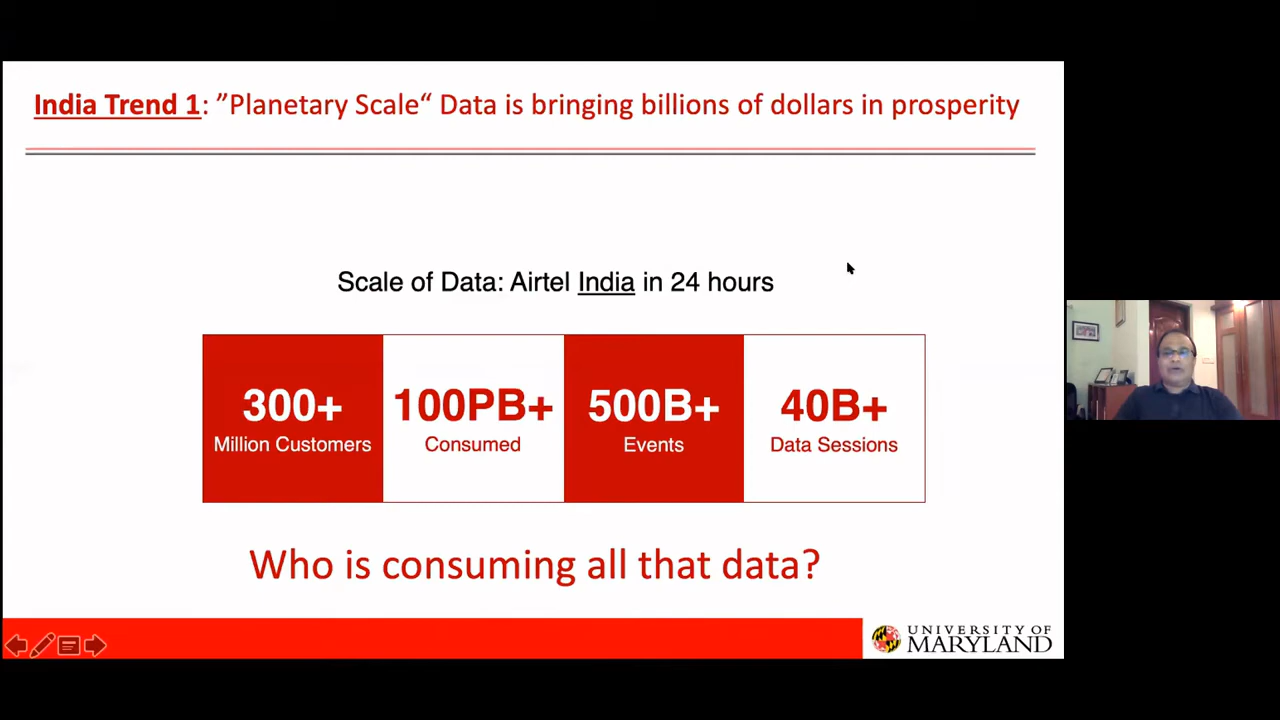 India Trend 1: ”Planetary Scale“ Data is bringing billions of dollars in prosperity
Scale of Data: Airtel India in 24 hours
300+
Million Customers
100PB+
Consumed
500B+
Events
40B+
Data Sessions
Who is consuming all that data?
UNIVERSITY OF
MARYLAND